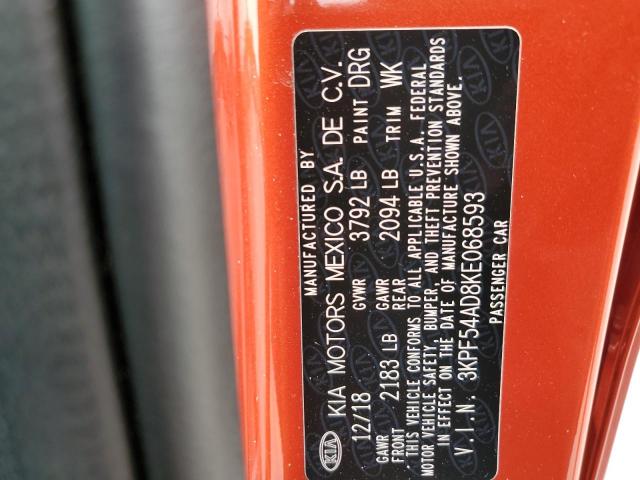 MANUFACTURED BY
KIA KIA MOTORS MEXICO S.A. DE C.V.
12/18 GVWR 3792 LB PAINT DRG
GAWR FRONT 2183 LB GAWR REAR 2094 LB TRIM WK
THIS VEHICLE CONFORMS TO ALL APPLICABLE U.S.A. FEDERAL
MOTOR VEHICLE SAFETY, BUMPER, AND THEFT PREVENTION STANDARDS
IN EFFECT ON THE DATE OF MANUFACTURE SHOWN ABOVE.
V.I.N. 3KPF54AD8KE068593
PASSENGER CAR